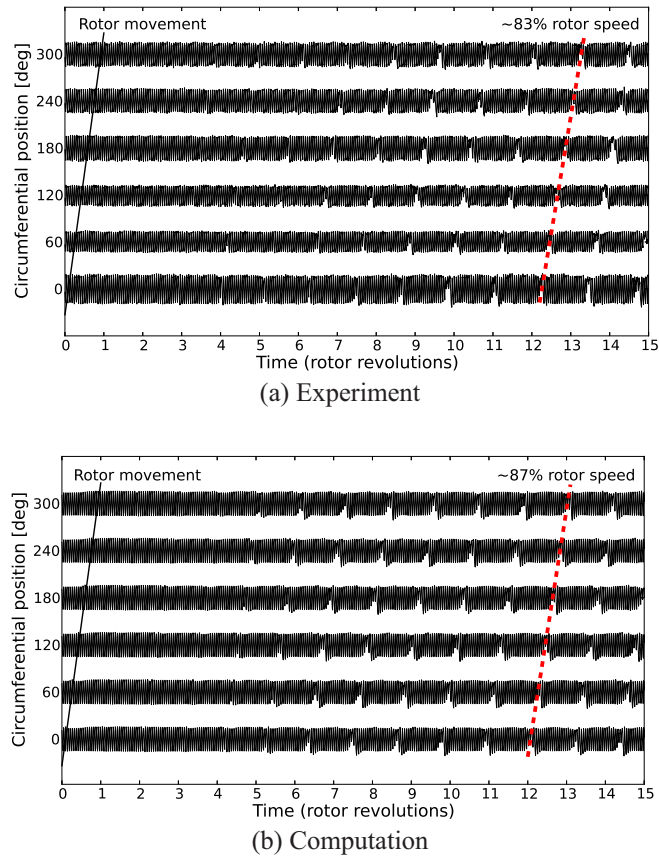 Rotor movement
~83% rotor speed
Circumferential position [deg]
300
240
180
120
60
0
0 1 2 3 4 5 6 7 8 9 10 11 12 13 14 15
Time (rotor revolutions)
(a) Experiment
Rotor movement
~87% rotor speed
Circumferential position [deg]
300
240
180
120
60
0
0 1 2 3 4 5 6 7 8 9 10 11 12 13 14 15
Time (rotor revolutions)
(b) Computation